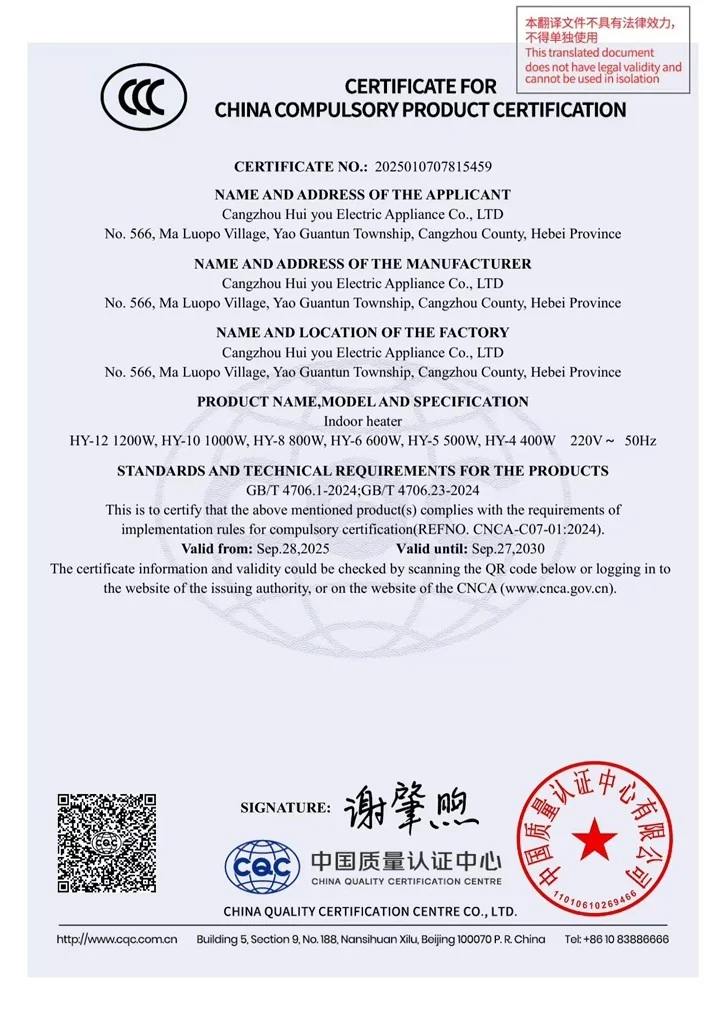 本翻译文件不具有法律效力，
不得单独使用
This translated document
does not have legal validity and
cannot be used in isolation
CCC
CERTIFICATE FOR
CHINA COMPULSORY PRODUCT CERTIFICATION
CERTIFICATE NO.: 2025010707815459
NAME AND ADDRESS OF THE APPLICANT
Cangzhou Hui you Electric Appliance Co., LTD
No. 566, Ma Luopo Village, Yao Guantun Township, Cangzhou County, Hebei Province
NAME AND ADDRESS OF THE MANUFACTURER
Cangzhou Hui you Electric Appliance Co., LTD
No. 566, Ma Luopo Village, Yao Guantun Township, Cangzhou County, Hebei Province
NAME AND LOCATION OF THE FACTORY
Cangzhou Hui you Electric Appliance Co., LTD
No. 566, Ma Luopo Village, Yao Guantun Township, Cangzhou County, Hebei Province
PRODUCT NAME,MODEL AND SPECIFICATION
Indoor heater
HY-12 1200W, HY-10 1000W, HY-8 800W, HY-6 600W, HY-5 500W, HY-4 400W 220V～ 50Hz
STANDARDS AND TECHNICAL REQUIREMENTS FOR THE PRODUCTS
GB/T 4706.1-2024;GB/T 4706.23-2024
This is to certify that the above mentioned product(s) complies with the requirements of
implementation rules for compulsory certification(REFNO. CNCA-C07-01:2024).
Valid from: Sep.28,2025 Valid until: Sep.27,2030
The certificate information and validity could be checked by scanning the QR code below or logging in to
the website of the issuing authority, or on the website of the CNCA (www.cnca.gov.cn).
SIGNATURE: 谢肇煦
CQC 中国质量认证中心
CHINA QUALITY CERTIFICATION CENTRE
中国质量认证中心有限公司
11010610269466
CHINA QUALITY CERTIFICATION CENTRE CO., LTD.
http://www.cqc.com.cn Building 5, Section 9, No. 188, Nansihuan Xilu, Beijing 100070 P. R. China Tel: +86 10 83886666